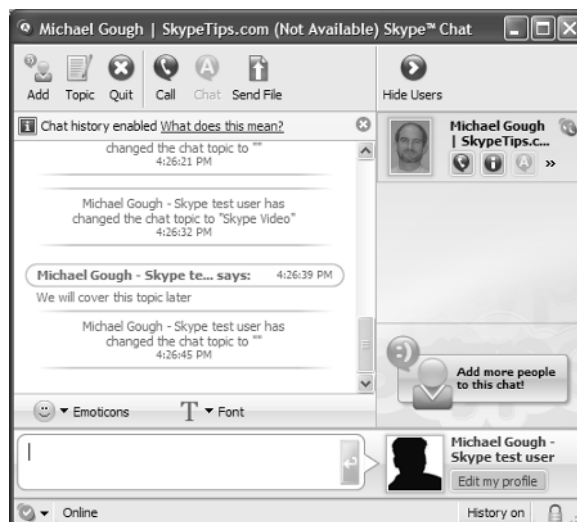 Michael Gough | SkypeTips.com (Not Available) Skype™ Chat
Add Topic Quit Call Chat Send File Hide Users
Chat history enabled What does this mean?
changed the chat topic to ""
4:26:21 PM
Michael Gough - Skype test user has
changed the chat topic to "Skype Video"
4:26:32 PM
Michael Gough - Skype te... says: 4:26:39 PM
We will cover this topic later
Michael Gough - Skype test user has
changed the chat topic to ""
4:26:45 PM
Michael Gough
| SkypeTips.c...
Add more people
to this chat!
Emoticons Font
Michael Gough -
Skype test user
Edit my profile
Online History on